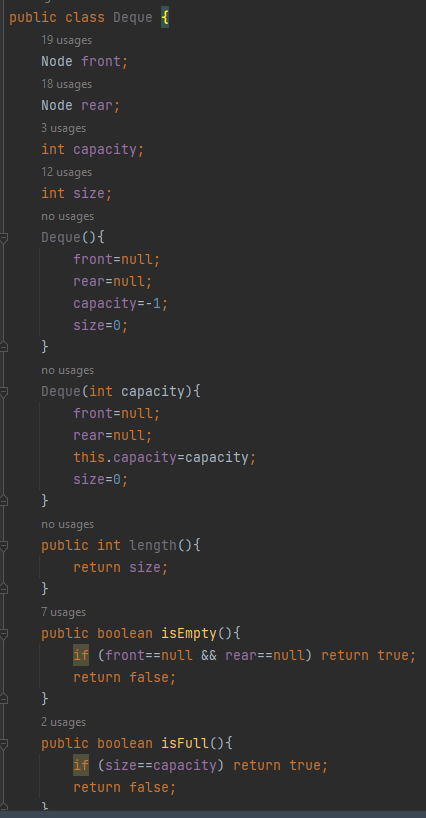 public class Deque {
19 usages
Node front;
18 usages
Node rear;
3 usages
int capacity;
12 usages
int size;
no usages
Deque(){
front=null;
rear=null;
capacity=-1;
size=0;
}
no usages
Deque(int capacity){
front=null;
rear=null;
this.capacity=capacity;
size=0;
}
no usages
public int length(){
return size;
}
7 usages
public boolean isEmpty(){
if (front==null && rear==null) return true;
return false;
}
2 usages
public boolean isFull(){
if (size==capacity) return true;
return false;
}